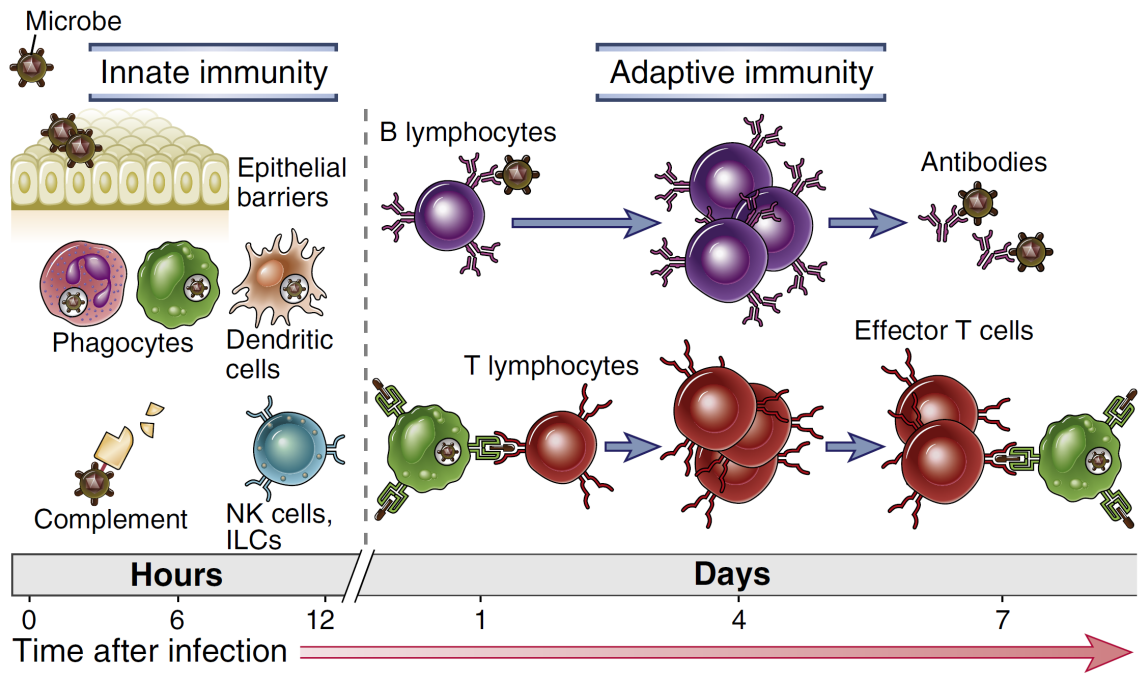 Microbe
Innate immunity
Adaptive immunity
Epithelial
barriers
B lymphocytes
Antibodies
Phagocytes
Dendritic
cells
T lymphocytes
Effector T cells
Complement
NK cells,
ILCs
Hours
Days
0 6 12 1 4 7
Time after infection